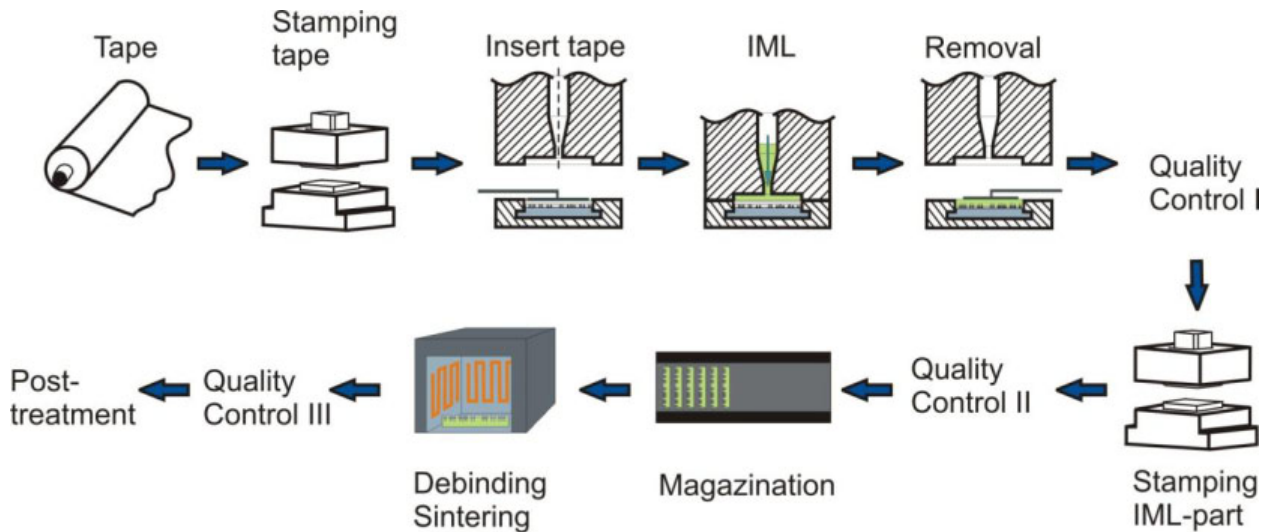 Tape
Stamping
tape
Insert tape
IML
Removal
Quality
Control I
Stamping
IML-part
Quality
Control II
Magazination
Debinding
Sintering
Quality
Control III
Post-
treatment